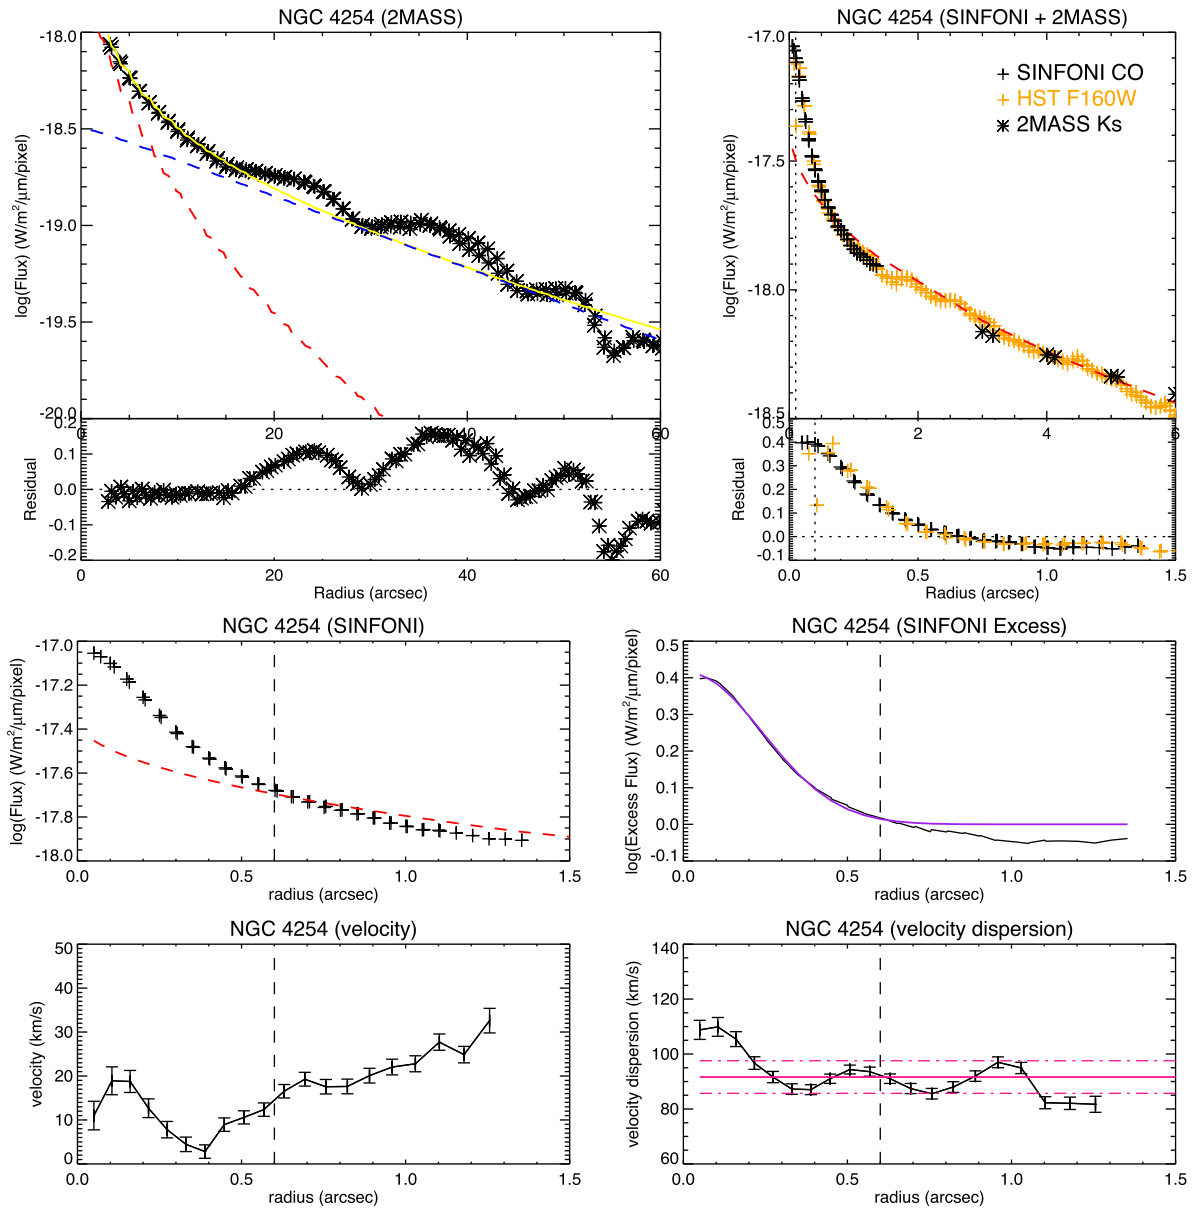 NGC 4254 (2MASS)
log(Flux) (W/m²/μm/pixel)
-18.0
-18.5
-19.0
-19.5
-20.0
0 20 40 60
Residual
0.2
0.1
0.0
-0.1
-0.2
0 20 40 60
Radius (arcsec)
NGC 4254 (SINFONI + 2MASS)
SINFONI CO
HST F160W
2MASS Ks
log(Flux) (W/m²/μm/pixel)
-17.0
-17.5
-18.0
-18.5
0 2 4 6
Residual
0.5
0.4
0.3
0.2
0.1
0.0
-0.1
0.0 0.5 1.0 1.5
Radius (arcsec)
NGC 4254 (SINFONI)
log(Flux) (W/m²/μm/pixel)
-17.0
-17.2
-17.4
-17.6
-17.8
-18.0
0.0 0.5 1.0 1.5
radius (arcsec)
NGC 4254 (SINFONI Excess)
log(Excess Flux) (W/m²/μm/pixel)
0.5
0.4
0.3
0.2
0.1
0.0
-0.1
0.0 0.5 1.0 1.5
radius (arcsec)
NGC 4254 (velocity)
velocity (km/s)
50
40
30
20
10
0
0.0 0.5 1.0 1.5
radius (arcsec)
NGC 4254 (velocity dispersion)
velocity dispersion (km/s)
140
120
100
80
60
0.0 0.5 1.0 1.5
radius (arcsec)